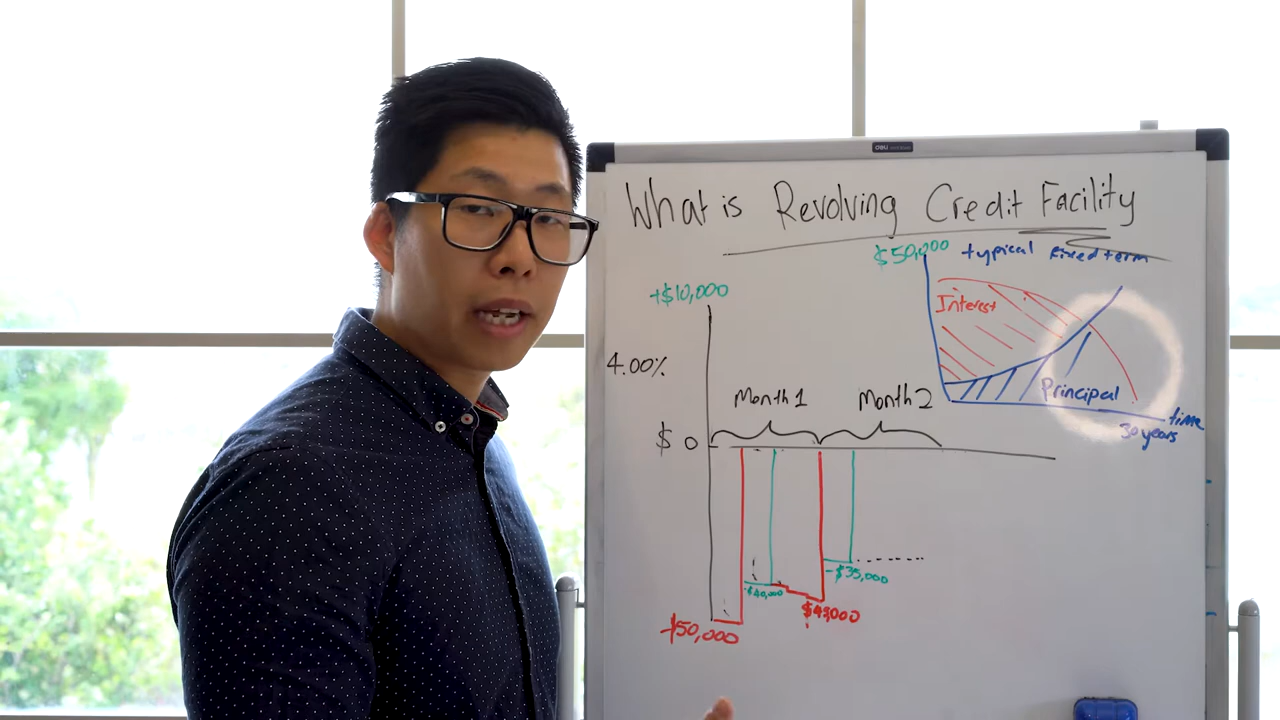 What is Revolving Credit Facility
$50,000
typical fixed term
+$10,000
Interest
4.00%
Principal
Month 1
Month 2
time
30 years
$ 0
-$35,000
-$40,000
$43,000
-$50,000